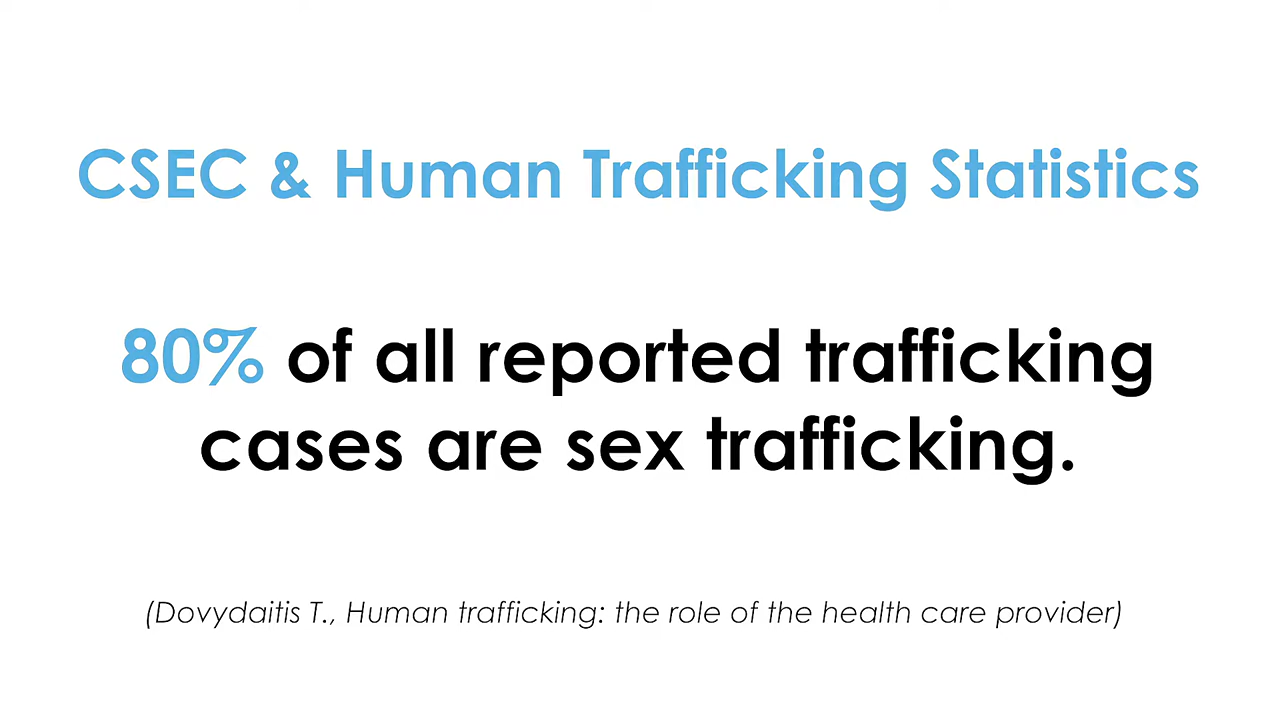 CSEC & Human Trafficking Statistics
80% of all reported trafficking
cases are sex trafficking.
(Dovydaitis T., Human trafficking: the role of the health care provider)